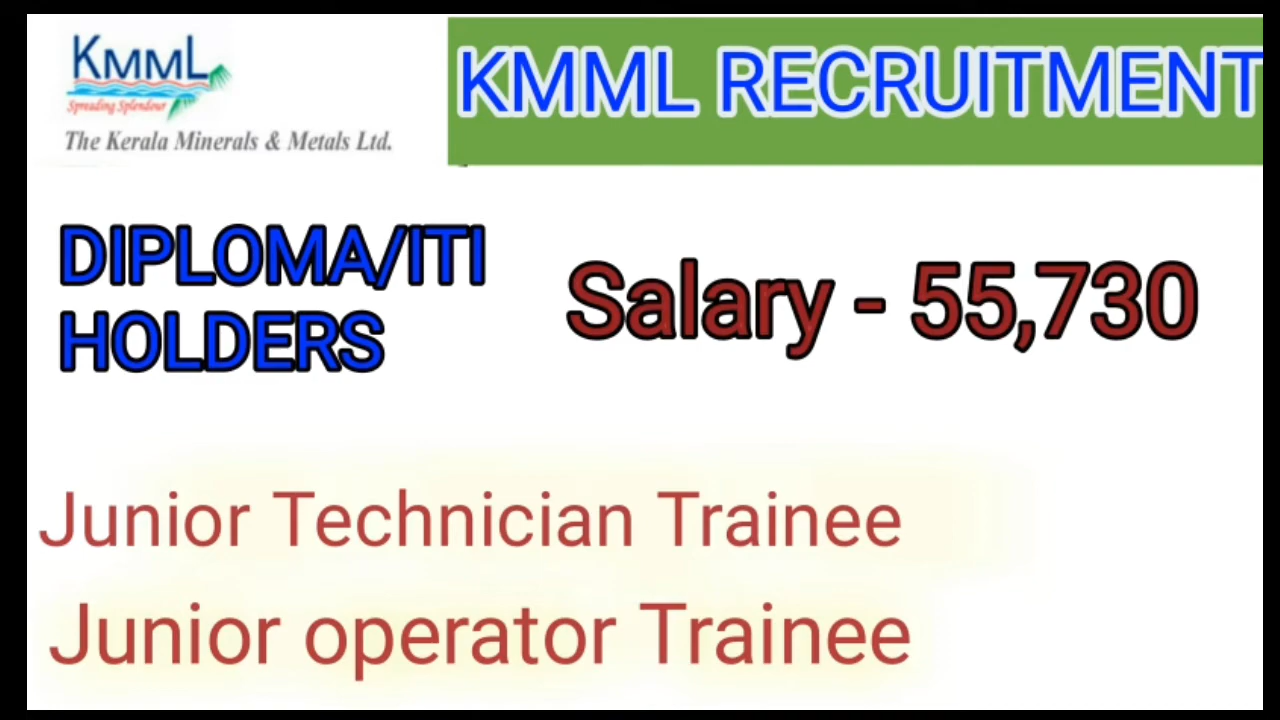 KMML
Spreading Splendour
The Kerala Minerals & Metals Ltd.
KMML RECRUITMENT
DIPLOMA/ITI
HOLDERS
Salary - 55,730
Junior Technician Trainee
Junior operator Trainee